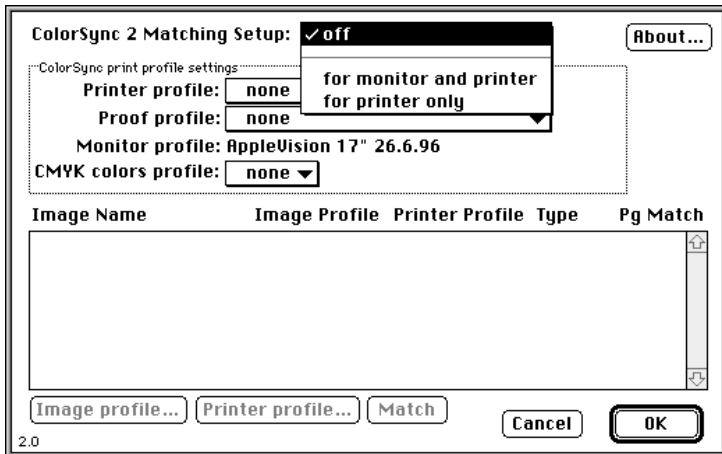 ColorSync 2 Matching Setup: ✓ off
About...
for monitor and printer
for printer only
ColorSync print profile settings
Printer profile: none
Proof profile: none
Monitor profile: AppleVision 17" 26.6.96
CMYK colors profile: none
Image Name Image Profile Printer Profile Type Pg Match
Image profile... Printer profile... Match
Cancel OK
2.0